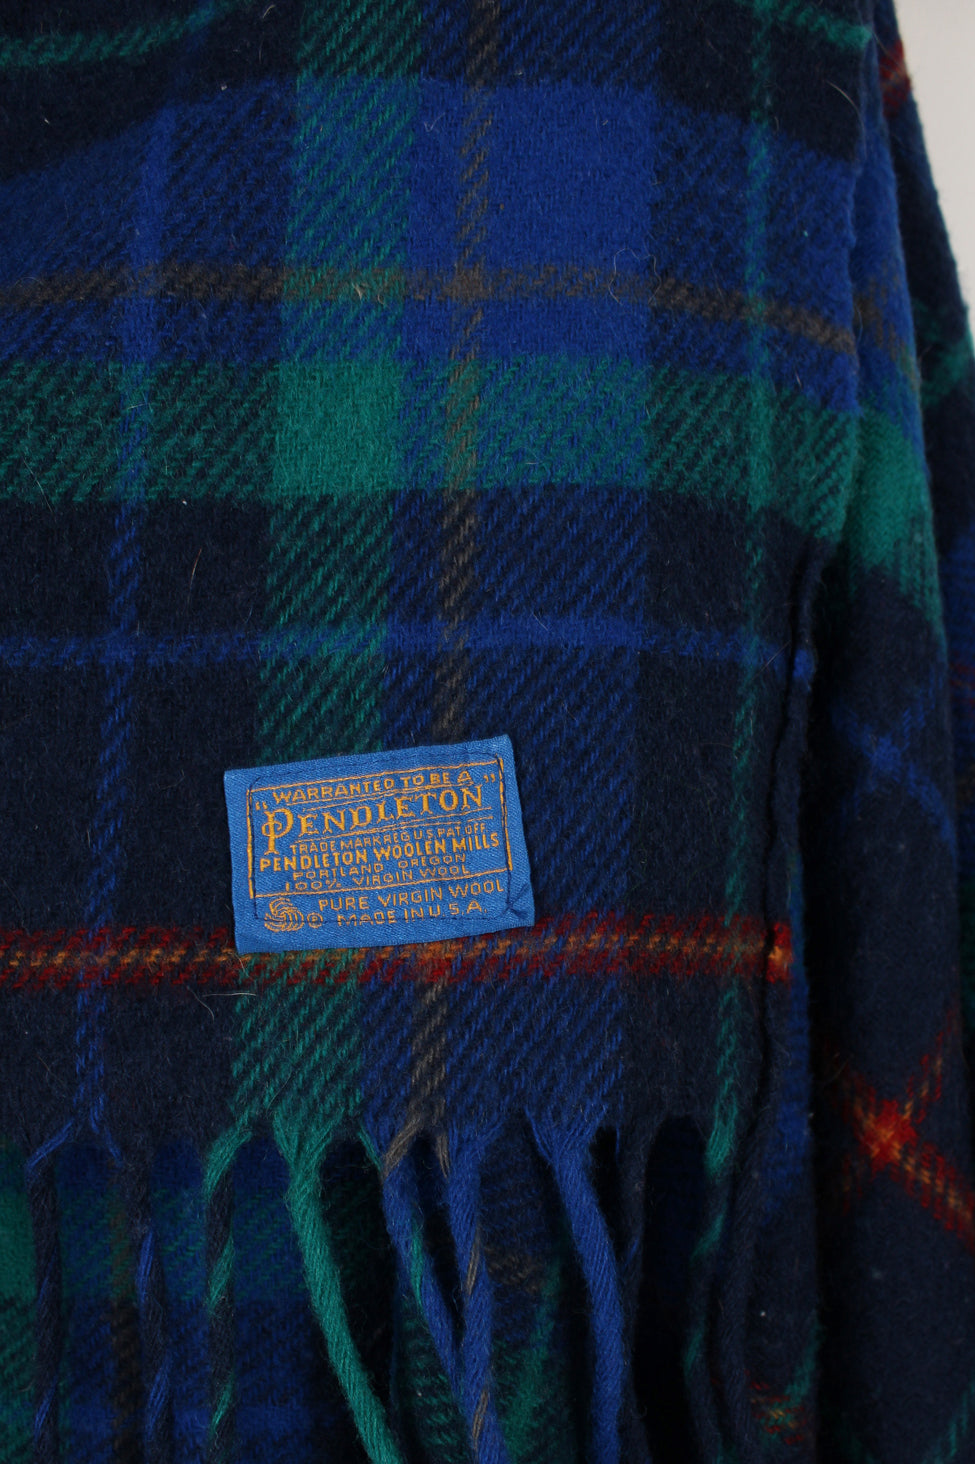 "WARRANTED TO BE A"
PENDLETON
TRADE MARK REG U.S. PAT. OFF.
PENDLETON WOOLEN MILLS
PORTLAND, OREGON
100% VIRGIN WOOL
PURE VIRGIN WOOL
® MADE IN U.S.A.